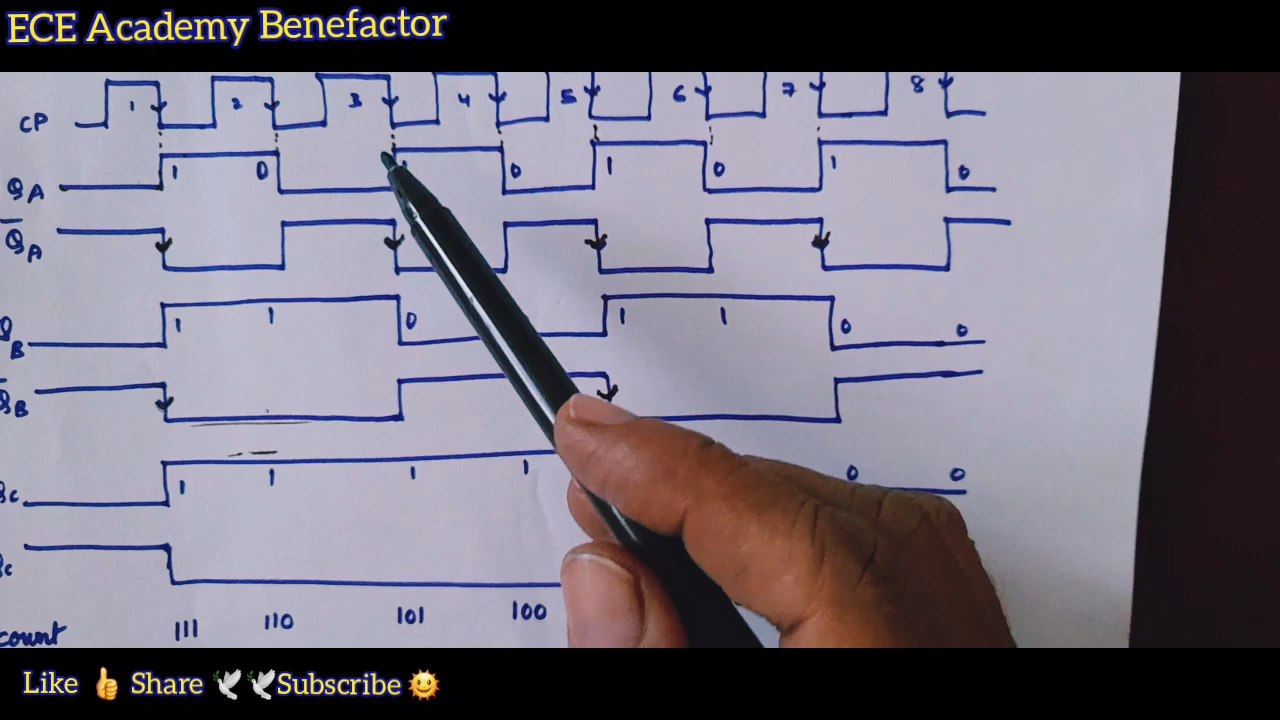 ECE Academy Benefactor
CP 1 2 3 4 5 6 7 8
QA 1 0 1 0 1 0 1 0
Q̅A
QB 1 1 0 1 1 0 0
Q̅B
Qc 1 1 1 1 0 0
count 111 110 101 100
Like 👍 Share 🕊️🕊️Subscribe 🌞